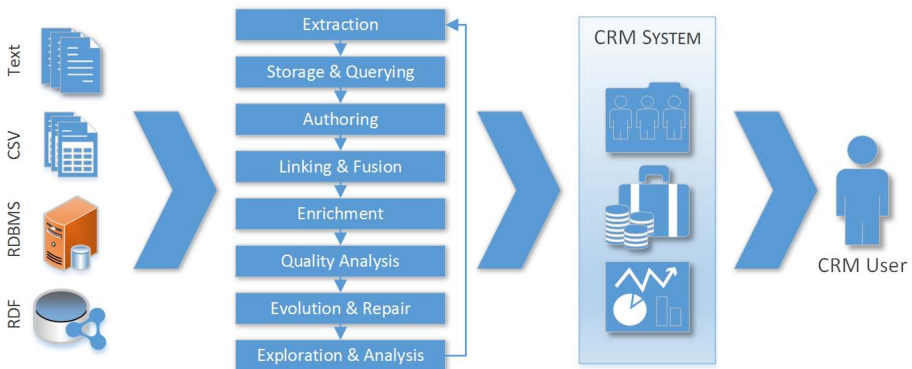 Text
CSV
RDBMS
RDF
Extraction
Storage & Querying
Authoring
Linking & Fusion
Enrichment
Quality Analysis
Evolution & Repair
Exploration & Analysis
CRM SYSTEM
CRM User